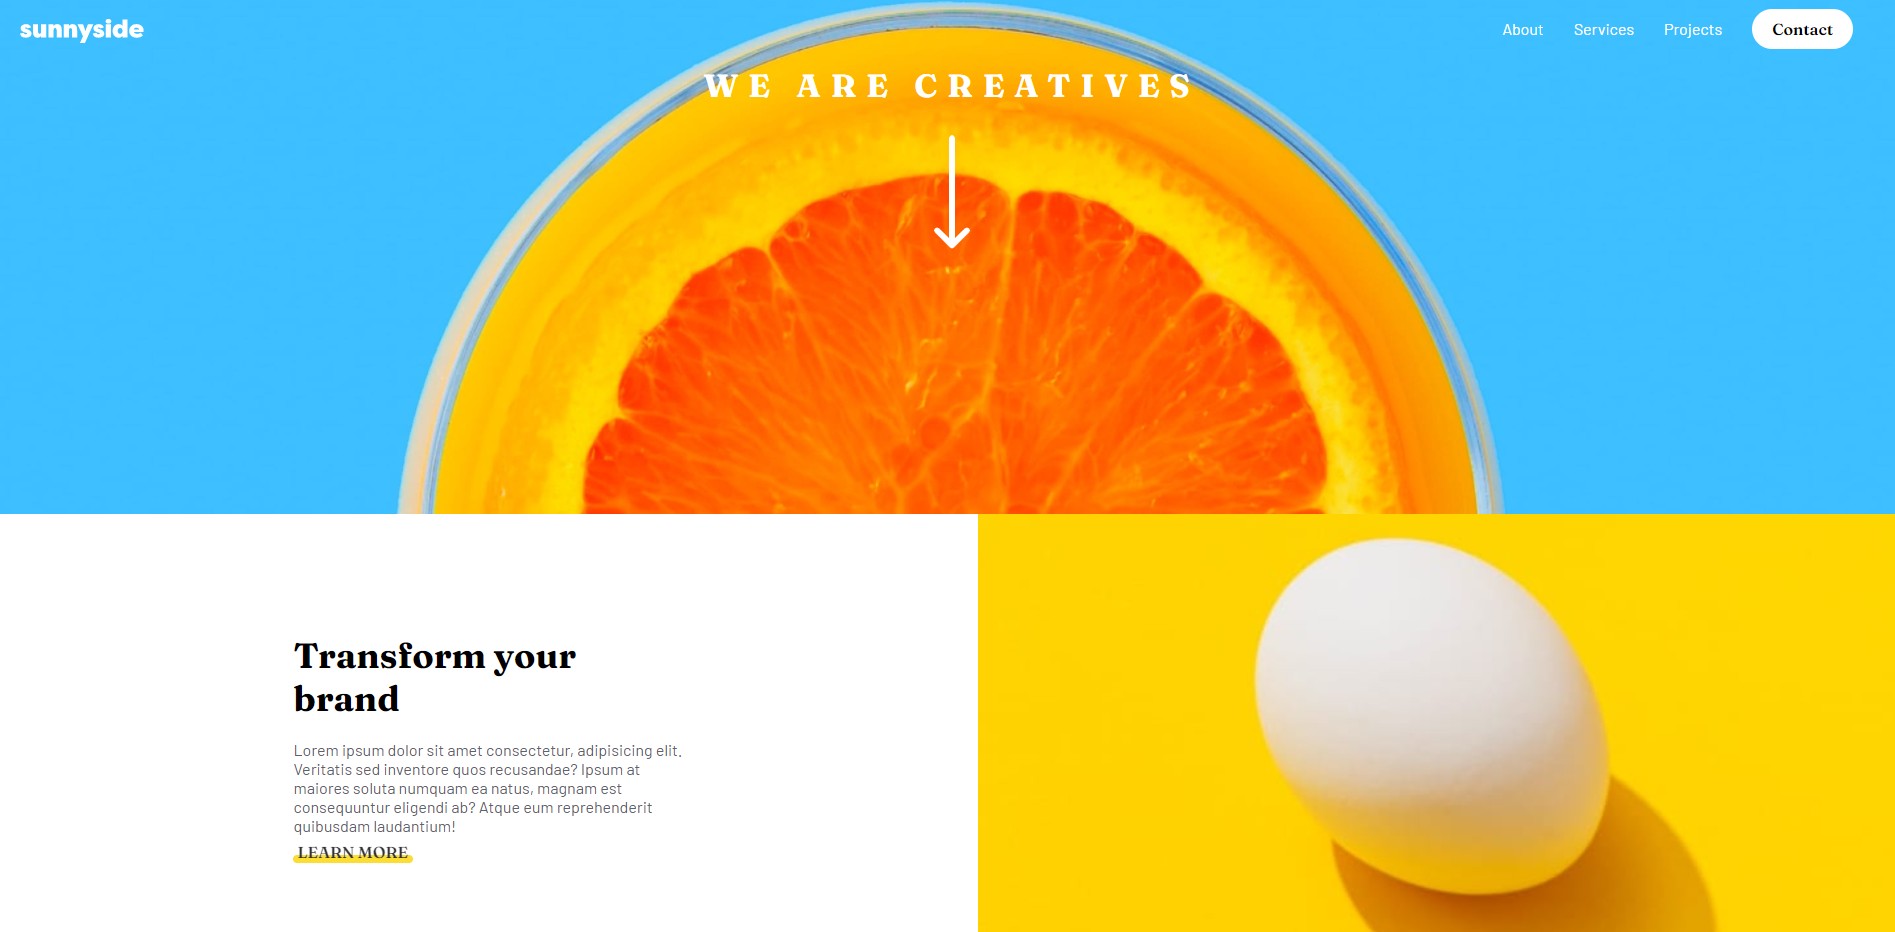 sunnyside
About Services Projects Contact
WE ARE CREATIVES
Transform your
brand
Lorem ipsum dolor sit amet consectetur, adipisicing elit.
Veritatis sed inventore quos recusandae? Ipsum at
maiores soluta numquam ea natus, magnam est
consequuntur eligendi ab? Atque eum reprehenderit
quibusdam laudantium!
LEARN MORE